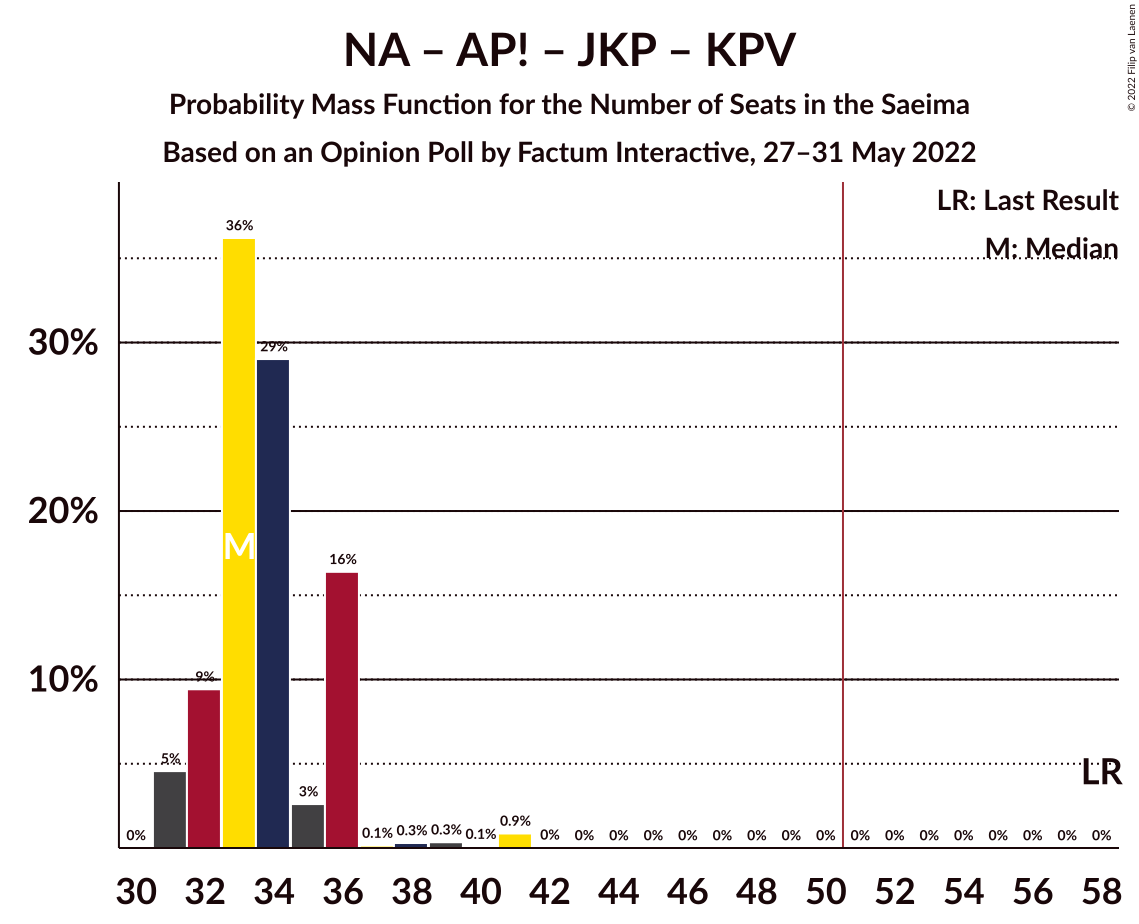 NA – AP! – JKP – KPV
Probability Mass Function for the Number of Seats in the Saeima
Based on an Opinion Poll by Factum Interactive, 27–31 May 2022
© 2022 Filip van Laenen
LR: Last Result
M: Median
36%
30%
29%
20%
M
16%
10%
9%
5%
LR
3%
0% 0.1% 0.3% 0.3% 0.1% 0.9% 0% 0% 0% 0% 0% 0% 0% 0% 0% 0% 0% 0% 0% 0% 0% 0% 0%
30 32 34 36 38 40 42 44 46 48 50 52 54 56 58